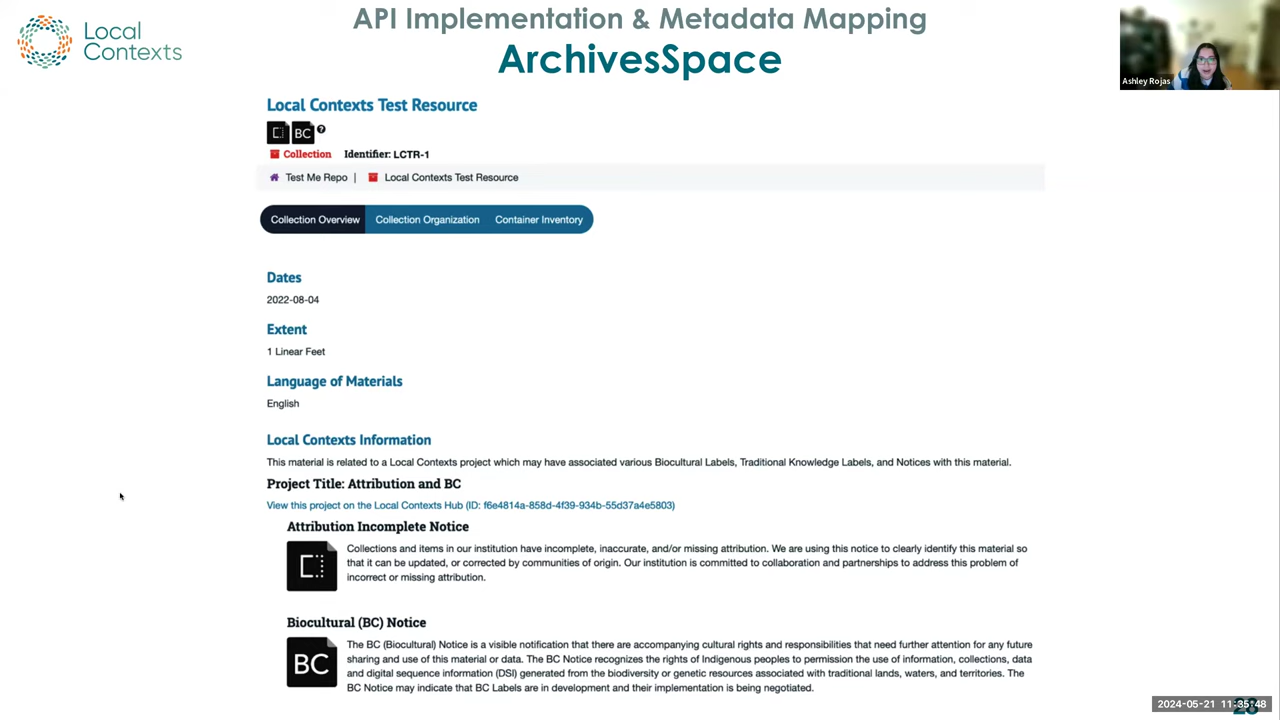 Local
Contexts
API Implementation & Metadata Mapping
ArchivesSpace
Ashley Rojas
Local Contexts Test Resource
BC ?
Collection Identifier: LCTR-1
Test Me Repo | Local Contexts Test Resource
Collection Overview Collection Organization Container Inventory
Dates
2022-08-04
Extent
1 Linear Feet
Language of Materials
English
Local Contexts Information
This material is related to a Local Contexts project which may have associated various Biocultural Labels, Traditional Knowledge Labels, and Notices with this material.
Project Title: Attribution and BC
View this project on the Local Contexts Hub (ID: f6e4814a-858d-4f39-934b-55d37a4e5803)
Attribution Incomplete Notice
Collections and items in our institution have incomplete, inaccurate, and/or missing attribution. We are using this notice to clearly identify this material so
that it can be updated, or corrected by communities of origin. Our institution is committed to collaboration and partnerships to address this problem of
incorrect or missing attribution.
Biocultural (BC) Notice
BC
The BC (Biocultural) Notice is a visible notification that there are accompanying cultural rights and responsibilities that need further attention for any future
sharing and use of this material or data. The BC Notice recognizes the rights of Indigenous peoples to permission the use of information, collections, data
and digital sequence information (DSI) generated from the biodiversity or genetic resources associated with traditional lands, waters, and territories. The
BC Notice may indicate that BC Labels are in development and their implementation is being negotiated.
2024-05-21 11:35:48